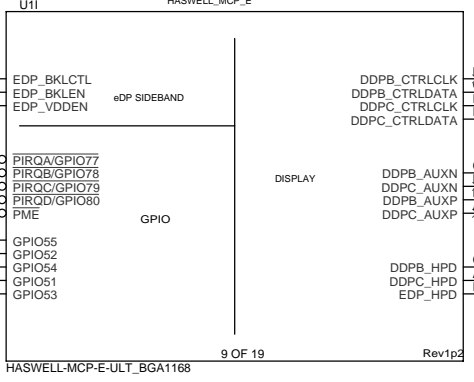 U1I
HASWELL_MCP_E
EDP_BKLCTL
EDP_BKLEN
EDP_VDDEN
eDP SIDEBAND
DDPB_CTRLCLK
DDPB_CTRLDATA
DDPC_CTRLCLK
DDPC_CTRLDATA
PIRQA/GPIO77
PIRQB/GPIO78
PIRQC/GPIO79
PIRQD/GPIO80
PME
GPIO
DISPLAY
DDPB_AUXN
DDPC_AUXN
DDPB_AUXP
DDPC_AUXP
GPIO55
GPIO52
GPIO54
GPIO51
GPIO53
DDPB_HPD
DDPC_HPD
EDP_HPD
9 OF 19
Rev1p2
HASWELL-MCP-E-ULT_BGA1168